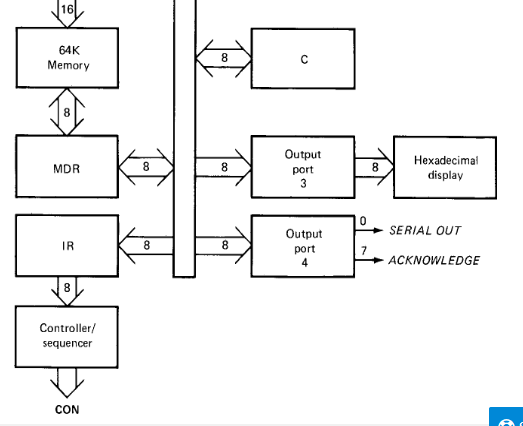 16
64K
Memory
8
C
8
MDR
8
8
Output
port
3
8
Hexadecimal
display
IR
8
8
Output
port
4
0
SERIAL OUT
7
ACKNOWLEDGE
8
Controller/
sequencer
CON